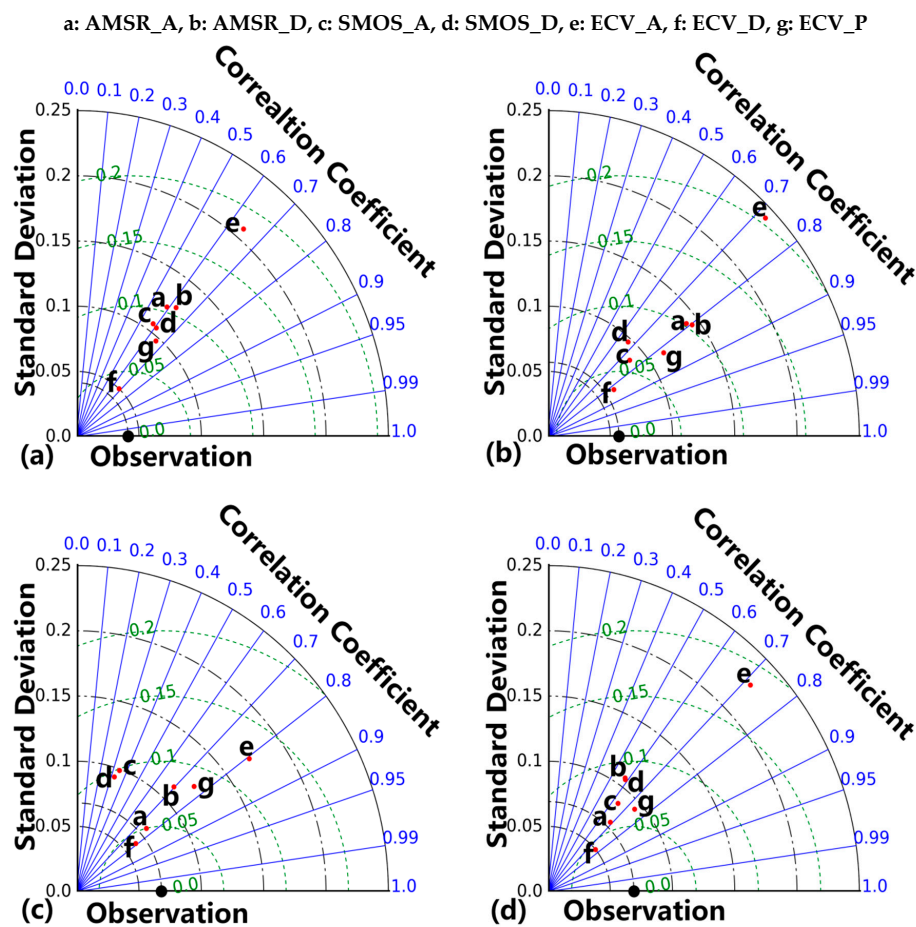 a: AMSR_A, b: AMSR_D, c: SMOS_A, d: SMOS_D, e: ECV_A, f: ECV_D, g: ECV_P
Correaltion Coefficient
0.0 0.1 0.2 0.3 0.4 0.5 0.6 0.7 0.8 0.9 0.95 0.99 1.0
Standard Deviation
0.25
0.2
0.15
0.1
0.05
0.0
0.2
0.15
0.1
0.05
0.0
e
a b
c d
g
f
(a) Observation
Correlation Coefficient
0.0 0.1 0.2 0.3 0.4 0.5 0.6 0.7 0.8 0.9 0.95 0.99 1.0
Standard Deviation
0.25
0.2
0.15
0.1
0.05
0.0
0.2
0.15
0.1
0.05
0.0
e
a b
d
c g
f
(b) Observation
Correlation Coefficient
0.0 0.1 0.2 0.3 0.4 0.5 0.6 0.7 0.8 0.9 0.95 0.99 1.0
Standard Deviation
0.25
0.2
0.15
0.1
0.05
0.0
0.2
0.15
0.1
0.05
0.0
e
d c
b g
a
f
(c) Observation
Correlation Coefficient
0.0 0.1 0.2 0.3 0.4 0.5 0.6 0.7 0.8 0.9 0.95 0.99 1.0
Standard Deviation
0.25
0.2
0.15
0.1
0.05
0.0
0.2
0.15
0.1
0.05
0.0
e
b d
c g
a
f
(d) Observation